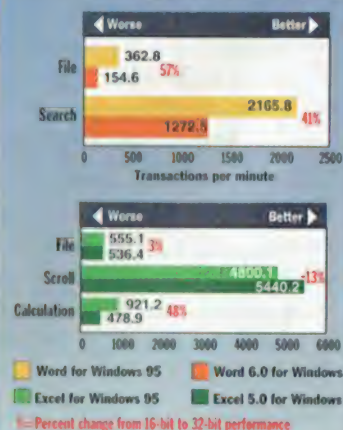 Worse Better
File 362.8 57%
154.6
Search 2165.8 41%
1272.5
0 500 1000 1500 2000 2500
Transactions per minute
Worse Better
File 555.1 3%
536.4
Scroll 4800.1 -13%
5440.2
Calculation 921.2 48%
478.9
0 1000 2000 3000 4000 5000 6000
Word for Windows 95 Word 6.0 for Windows
Excel for Windows 95 Excel 5.0 for Windows
%=Percent change from 16-bit to 32-bit performance